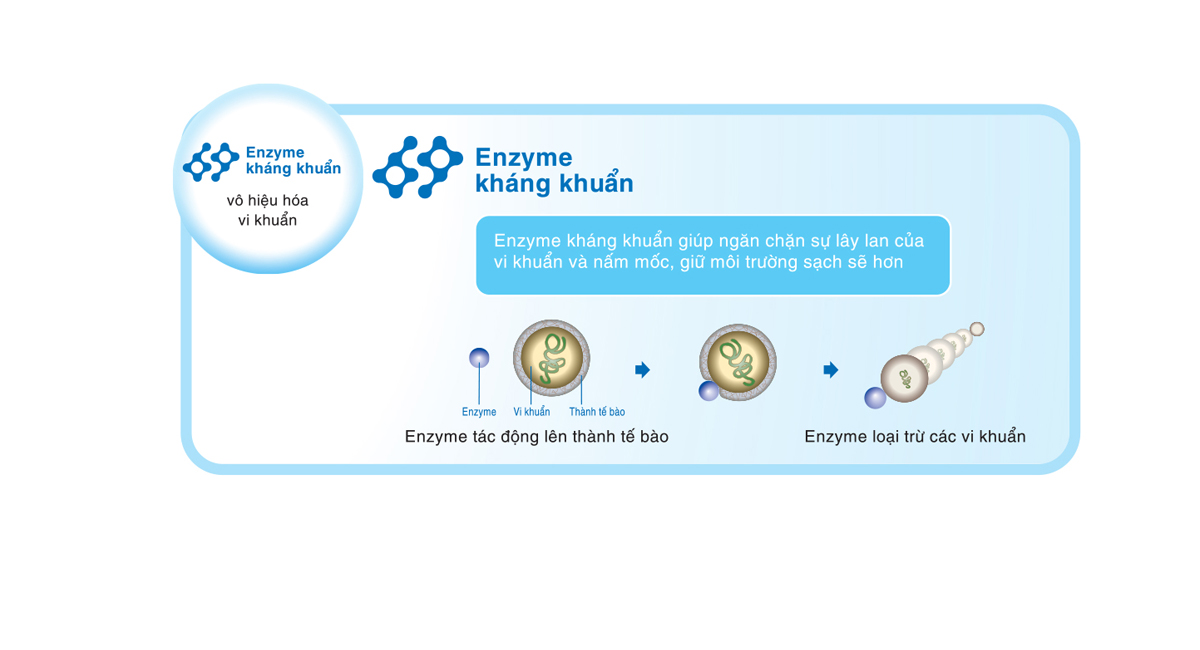 Enzyme
kháng khuẩn
vô hiệu hóa
vi khuẩn
Enzyme
kháng khuẩn
Enzyme kháng khuẩn giúp ngăn chặn sự lây lan của
vi khuẩn và nấm mốc, giữ môi trường sạch sẽ hơn
Enzyme Vi khuẩn Thành tế bào
Enzyme tác động lên thành tế bào
Enzyme loại trừ các vi khuẩn